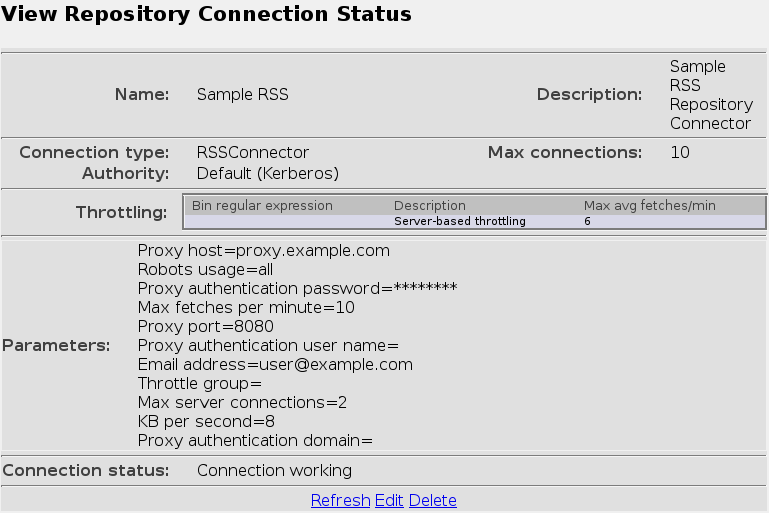 View Repository Connection Status
Name: Sample RSS Description: Sample
RSS
Repository
Connector
Connection type: RSSConnector Max connections: 10
Authority: Default (Kerberos)
Throttling: Bin regular expression Description Max avg fetches/min
Server-based throttling 6
Parameters:
Proxy host=proxy.example.com
Robots usage=all
Proxy authentication password=********
Max fetches per minute=10
Proxy port=8080
Proxy authentication user name=
Email address=user@example.com
Throttle group=
Max server connections=2
KB per second=8
Proxy authentication domain=
Connection status: Connection working
Refresh Edit Delete